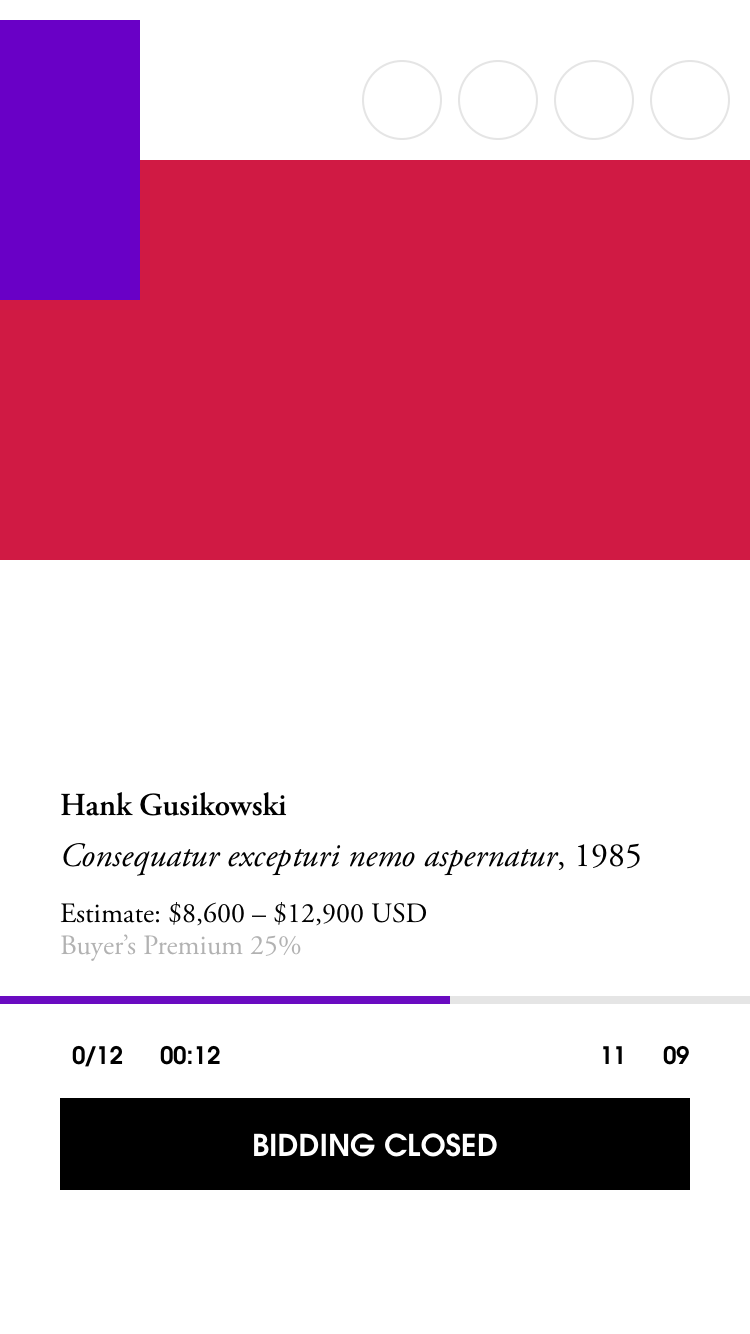 Hank Gusikowski
Consequatur excepturi nemo aspernatur, 1985
Estimate: $8,600 – $12,900 USD
Buyer’s Premium 25%
0/12 00:12 11 09
BIDDING CLOSED